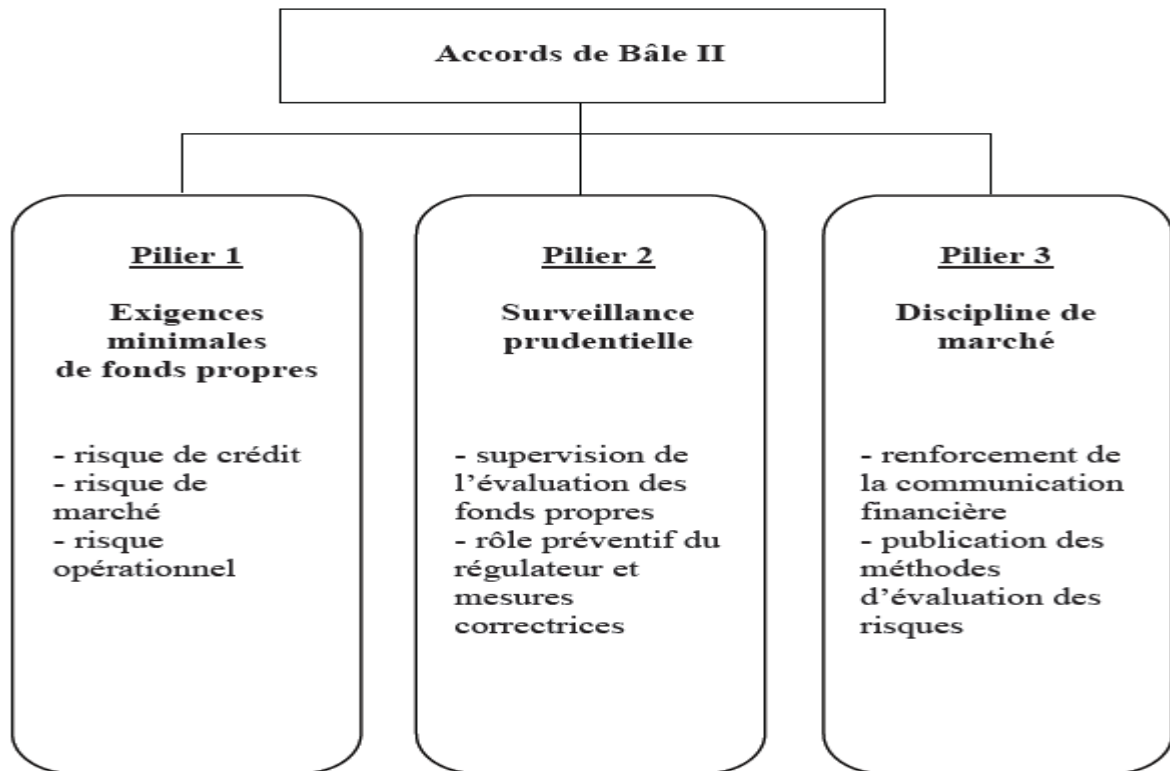 Accords de Bâle II
Pilier 1
Exigences
minimales
de fonds propres
- risque de crédit
- risque de
marché
- risque
opérationnel
Pilier 2
Surveillance
prudentielle
- supervision de
l’évaluation des
fonds propres
- rôle préventif du
régulateur et
mesures
correctrices
Pilier 3
Discipline de
marché
- renforcement de
la communication
financière
- publication des
méthodes
d’évaluation des
risques